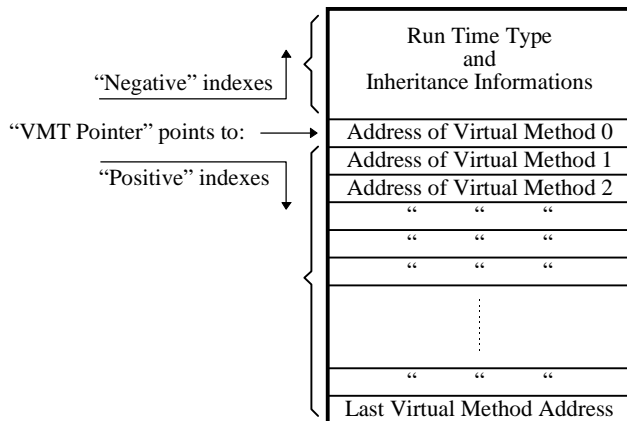 Run Time Type
and
Inheritance Informations
“Negative” indexes
“VMT Pointer” points to:
Address of Virtual Method 0
Address of Virtual Method 1
“Positive” indexes
Address of Virtual Method 2
“ “ “
“ “ “
“ “ “
“ “ “
Last Virtual Method Address